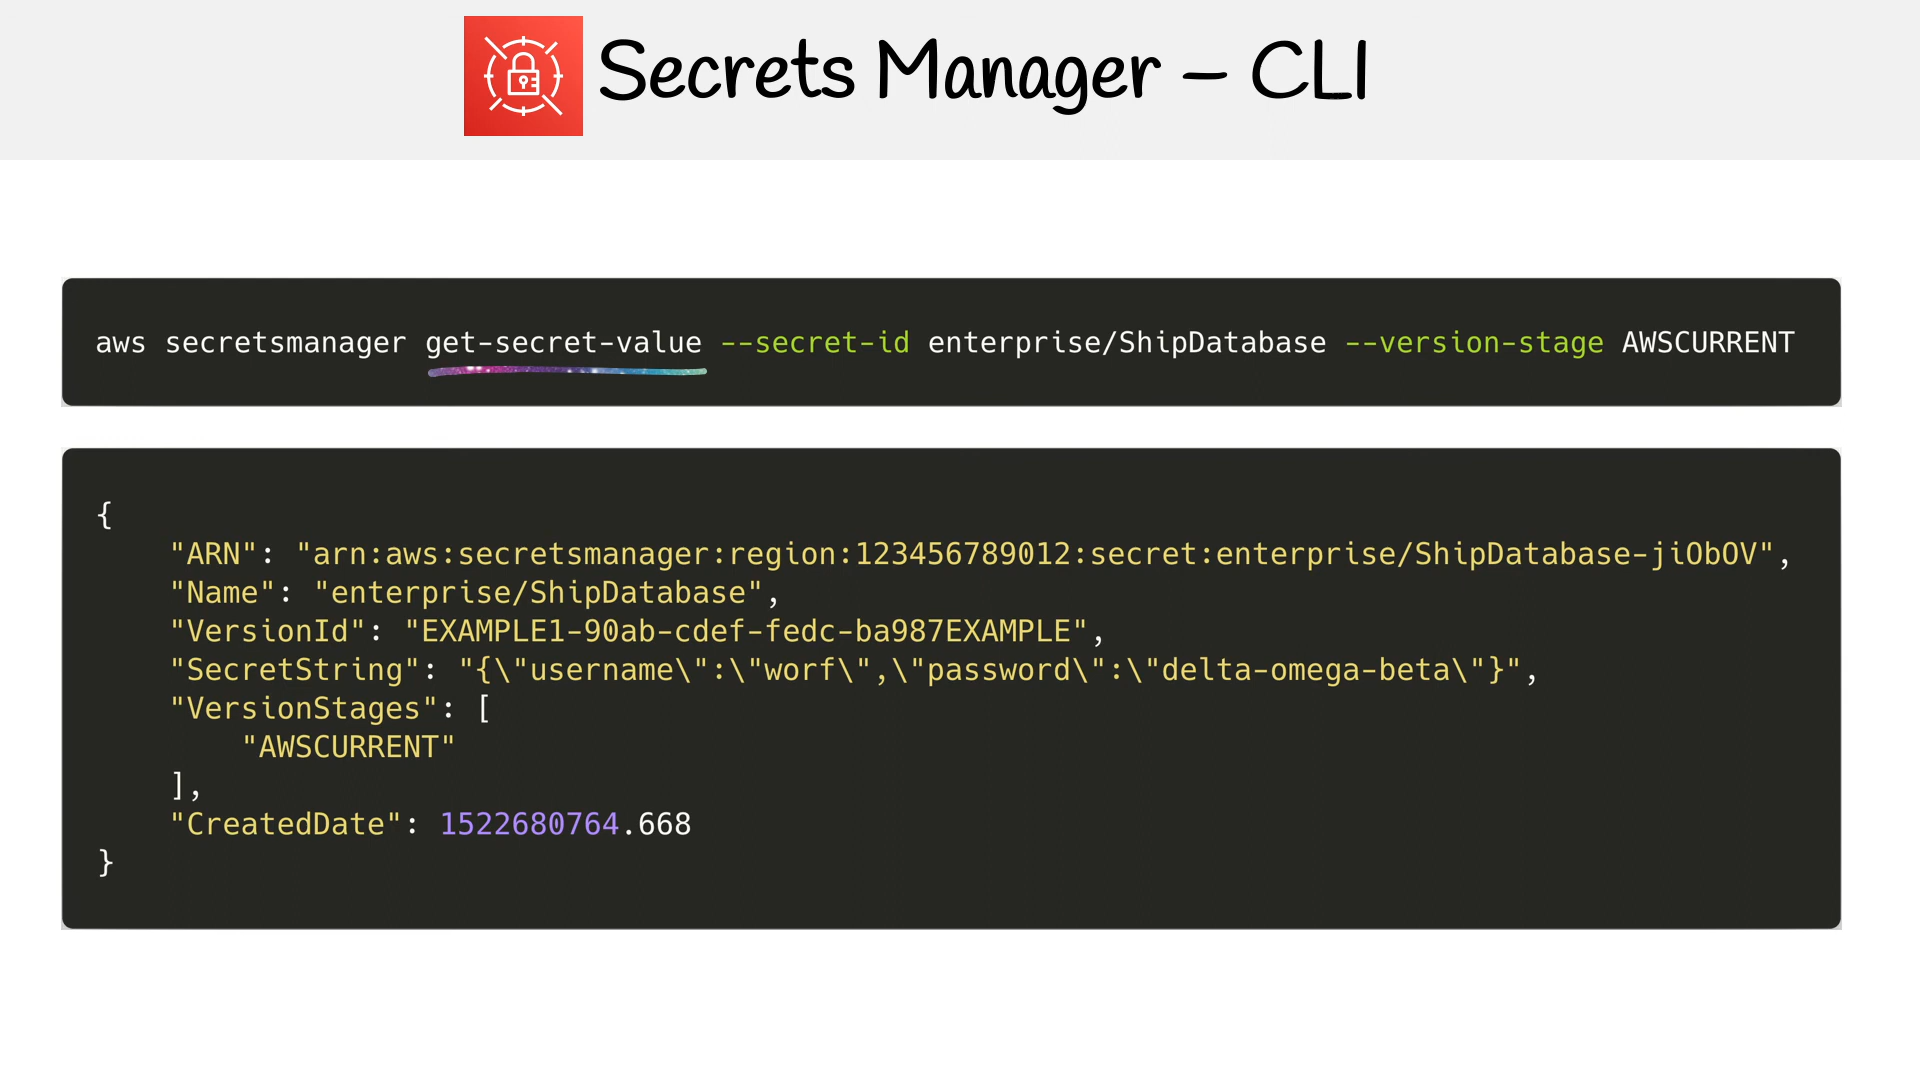 Secrets Manager – CLI
aws secretsmanager get-secret-value --secret-id enterprise/ShipDatabase --version-stage AWSCURRENT
{
    "ARN": "arn:aws:secretsmanager:region:123456789012:secret:enterprise/ShipDatabase-jiObOV",
    "Name": "enterprise/ShipDatabase",
    "VersionId": "EXAMPLE1-90ab-cdef-fedc-ba987EXAMPLE",
    "SecretString": "{\"username\":\"worf\",\"password\":\"delta-omega-beta\"}",
    "VersionStages": [
        "AWSCURRENT"
    ],
    "CreatedDate": 1522680764.668
}